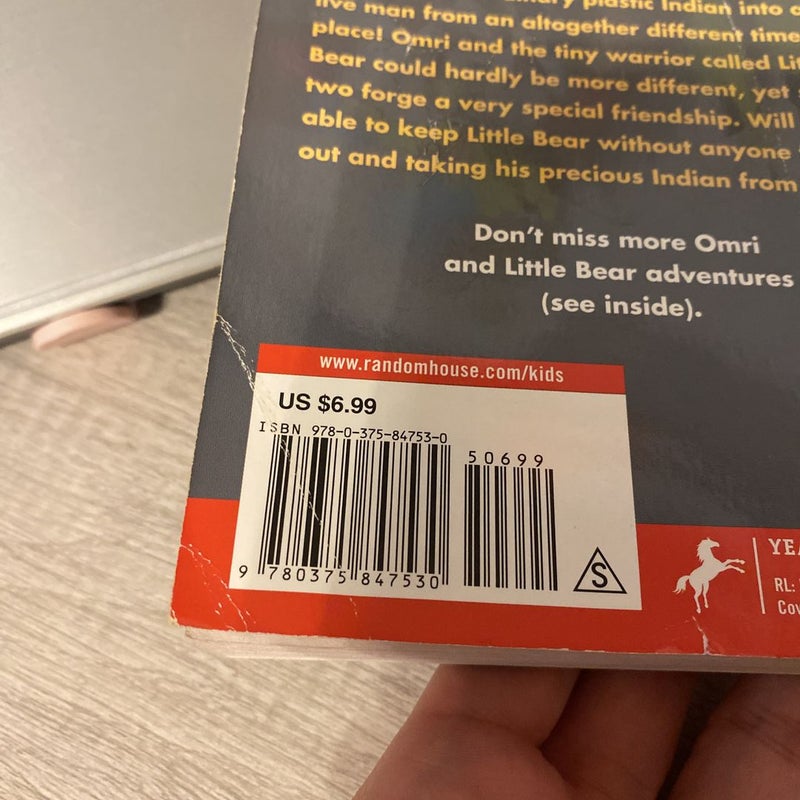 plastic Indian into
live man from an altogether different time
place! Omri and the tiny warrior called
Bear could hardly be more different, yet
two forge a very special friendship. Will
able to keep Little Bear without anyone
out and taking his precious Indian from
Don't miss more Omri
and Little Bear adventures
(see inside).
www.randomhouse.com/kids
US $6.99
ISBN 978-0-375-84753-0
50699
9 780375 847530
S
RL: